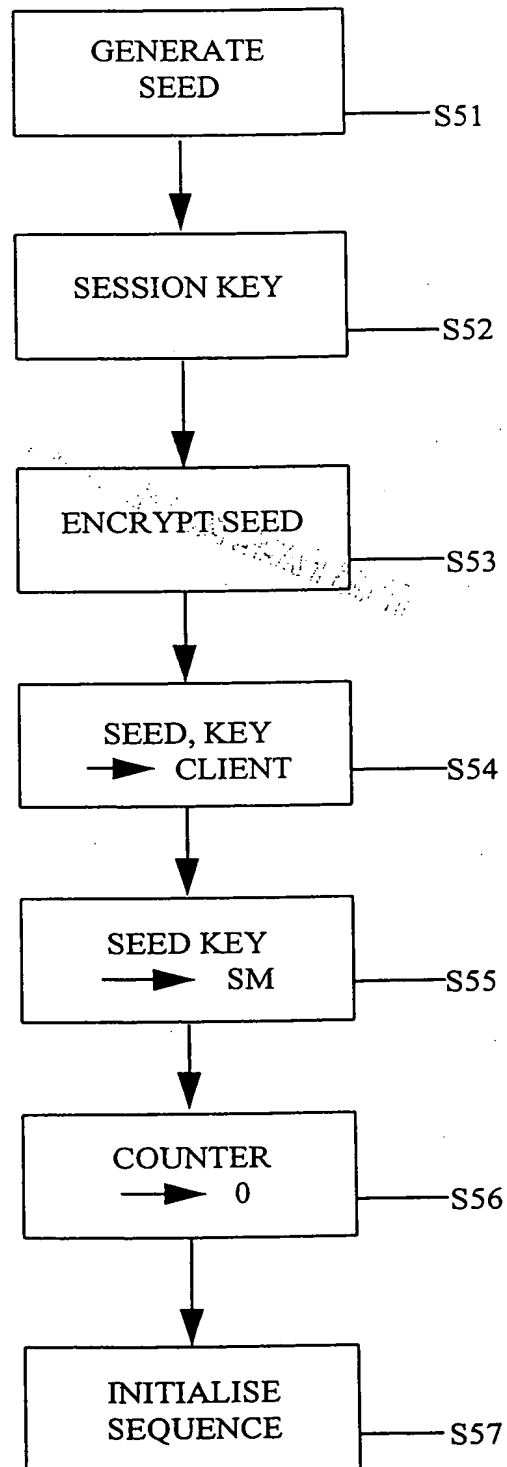 GENERATE
SEED
S51
SESSION KEY
S52
ENCRYPT SEED
S53
SEED, KEY
CLIENT
S54
SEED KEY
SM
S55
COUNTER
0
S56
INITIALISE
SEQUENCE
S57